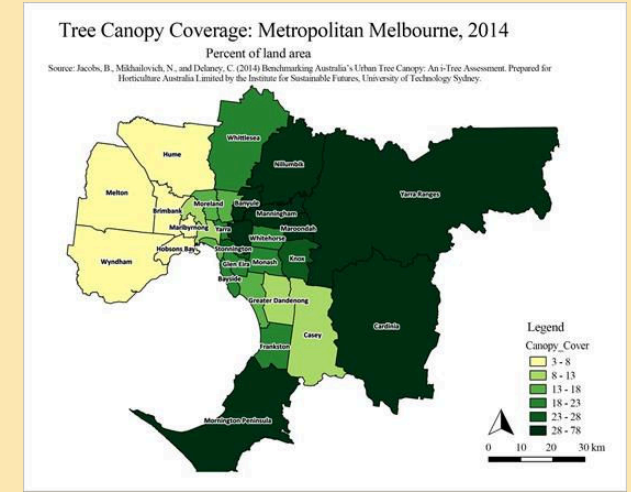 Tree Canopy Coverage: Metropolitan Melbourne, 2014
Percent of land area
Source: Jacobs, B., Mikhailovich, N., and Delaney, C. (2014) Benchmarking Australia's Urban Tree Canopy: An i-Tree Assessment. Prepared for
Horticulture Australia Limited by the Institute for Sustainable Futures, University of Technology Sydney.
Whittlesea
Hume
Nillumbik
Melton
Yarra Ranges
Moreland
Banyule
Brimbank
Manningham
Maribyrnong
Yarra
Maroondah
Whitehorse
Hobsons Bay
Stonnington
Wyndham
Glen Eira
Monash
Knox
Bayside
Greater Dandenong
Cardinia
Casey
Frankston
Mornington Peninsula
Legend
Canopy_Cover
3 - 8
8 - 13
13 - 18
18 - 23
23 - 28
28 - 78
0 10 20 30 km